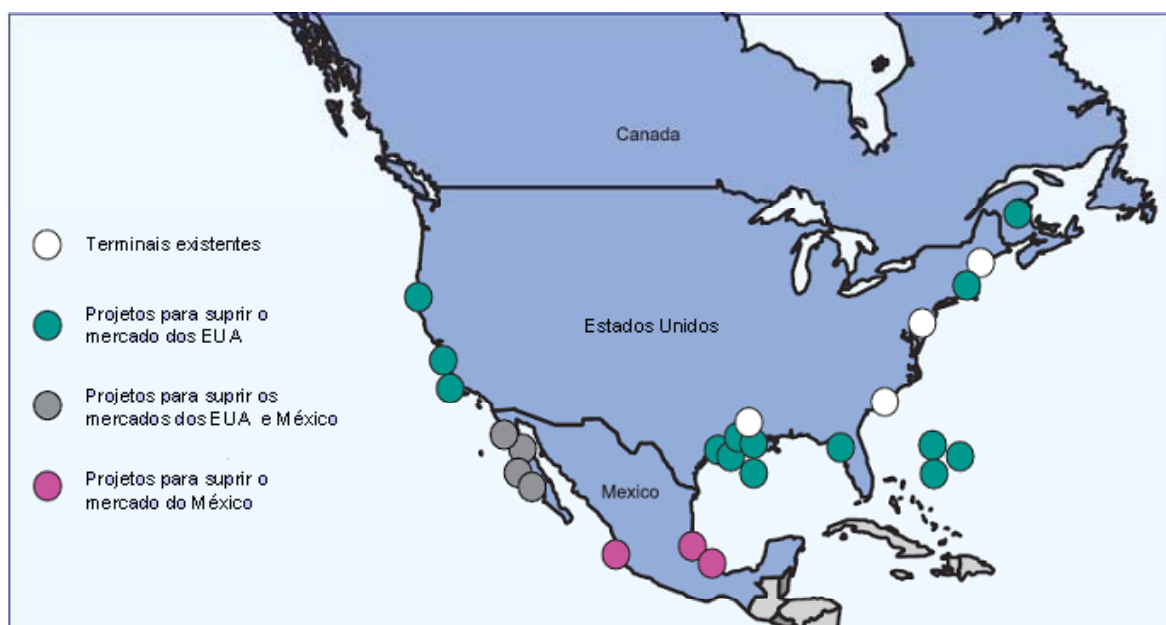 Canada
Estados Unidos
Mexico
Terminais existentes
Projetos para suprir o
mercado dos EUA
Projetos para suprir os
mercados dos EUA e México
Projetos para suprir o
mercado do México